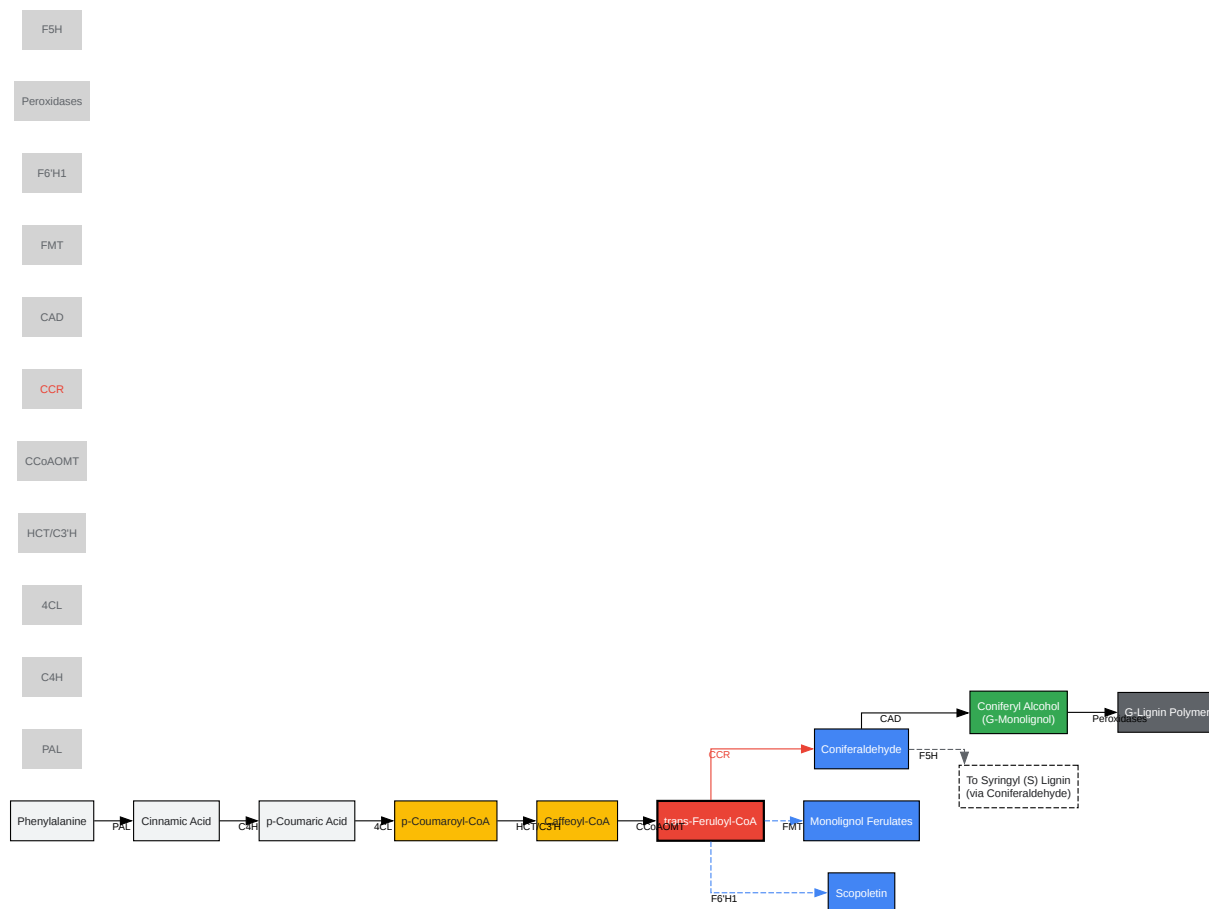 F5H
Peroxidases
F6'H1
FMT
CAD
CCR
CCoAOMT
HCT/C3'H
4CL
C4H
PAL
Coniferyl Alcohol
(G-Monolignol)
G-Lignin Polymer
CAD
Peroxidases
Coniferaldehyde
CCR
F5H
To Syringyl (S) Lignin
(via Coniferaldehyde)
Phenylalanine
PAL
Cinnamic Acid
C4H
p-Coumaric Acid
4CL
p-Coumaroyl-CoA
HCT/C3'H
Caffeoyl-CoA
CCoAOMT
trans-Feruloyl-CoA
FMT
Monolignol Ferulates
F6'H1
Scopoletin